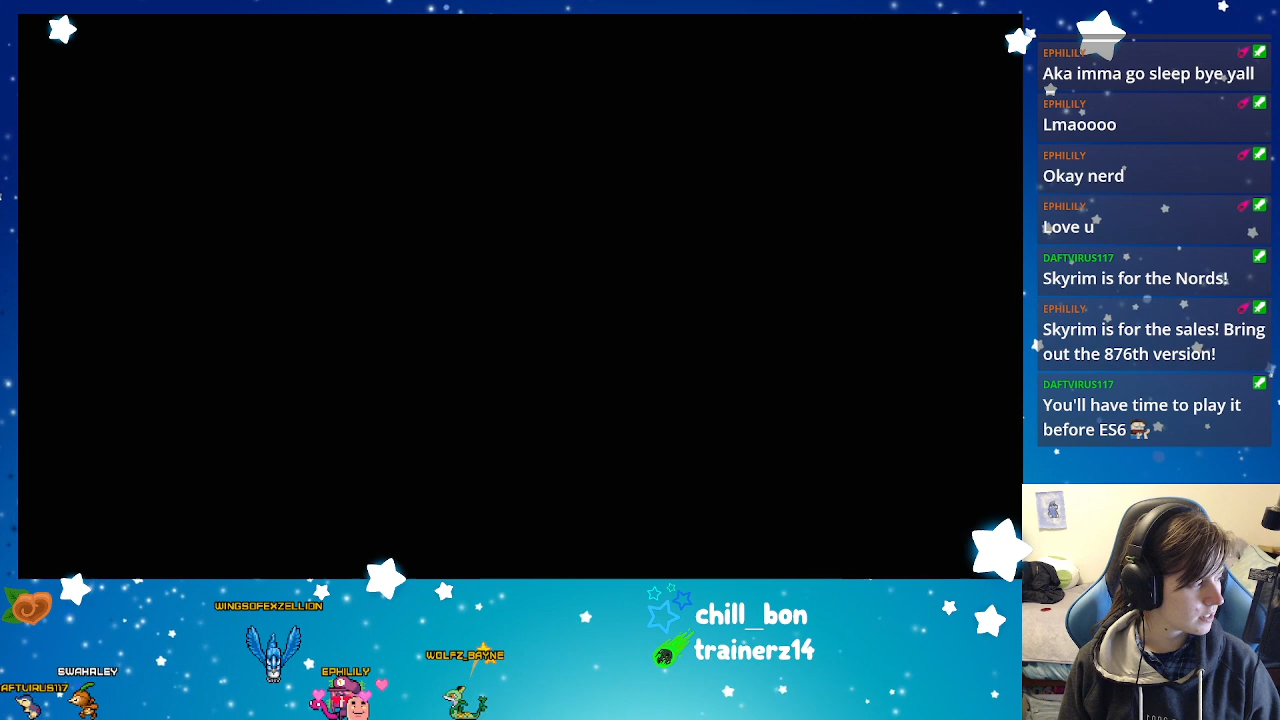 EPHILILY
Aka imma go sleep bye yall
EPHILILY
Lmaoooo
EPHILILY
Okay nerd
EPHILILY
Love u
DAFTVIRUS117
Skyrim is for the Nords!
EPHILILY
Skyrim is for the sales! Bring
out the 876th version!
DAFTVIRUS117
You'll have time to play it
before ES6
WINGSOFEXZELLION
chill_bon
trainerz14
WOLFZ_BAYNE
SWAHALEY
EPHILILY
AFTVIRUS117